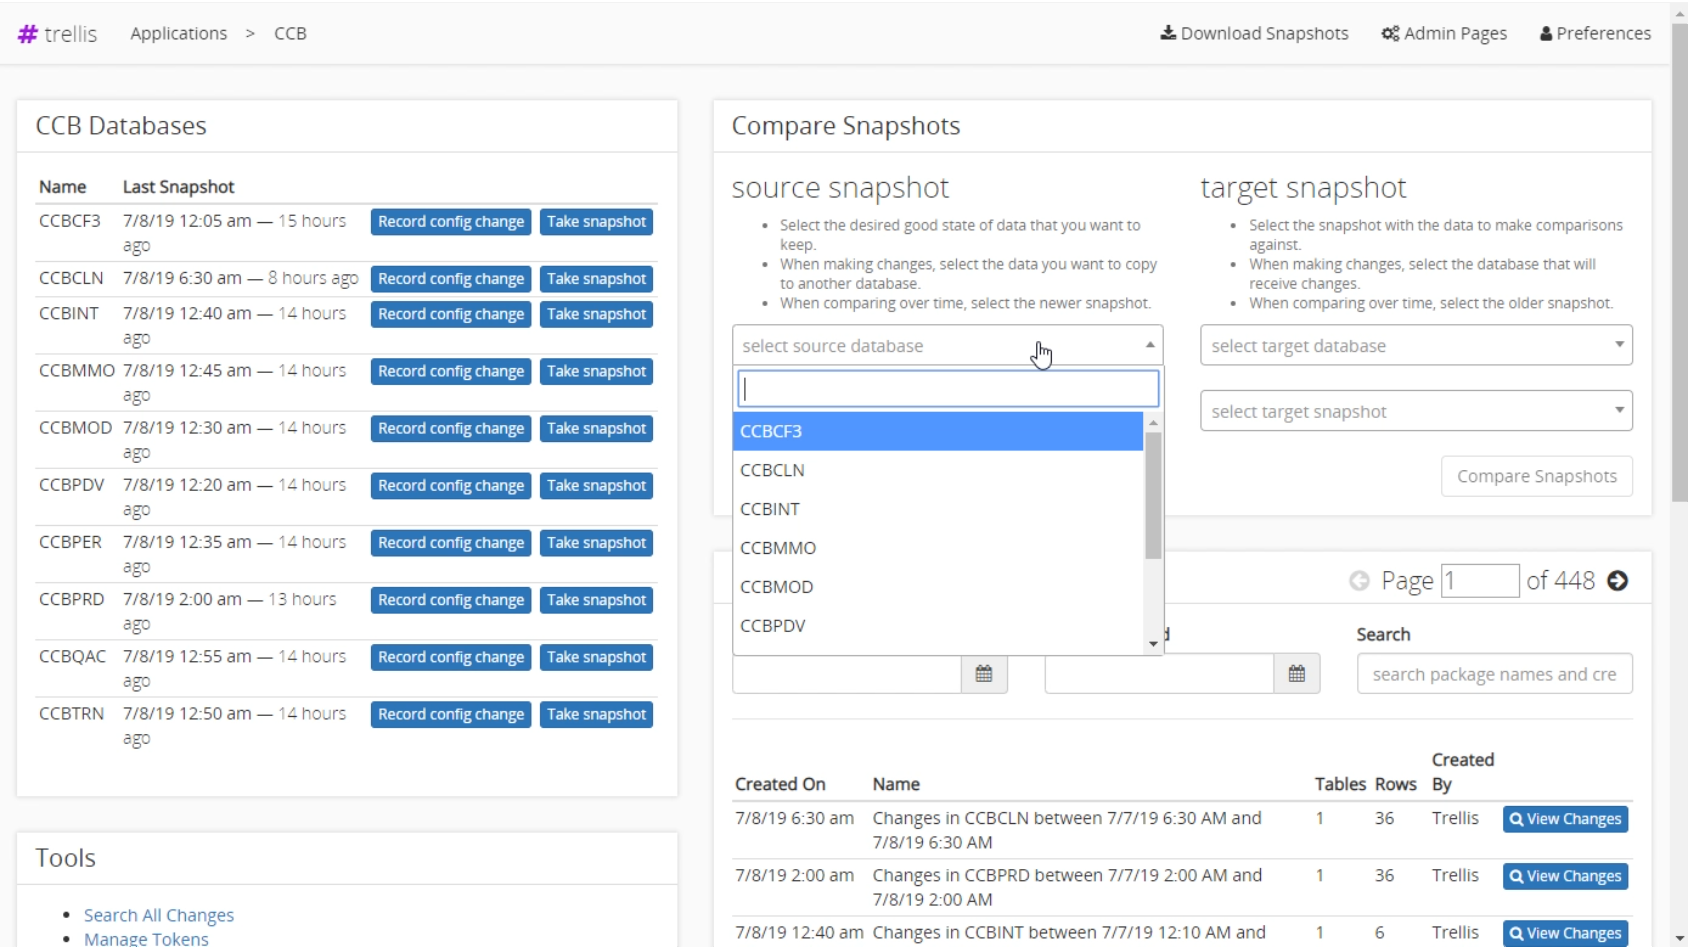 # trellis
Applications > CCB
Download Snapshots
Admin Pages
Preferences
CCB Databases
Name Last Snapshot
CCBCF3 7/8/19 12:05 am — 15 hours Record config change Take snapshot
ago
CCBCLN 7/8/19 6:30 am — 8 hours ago Record config change Take snapshot
CCBINT 7/8/19 12:40 am — 14 hours Record config change Take snapshot
ago
CCBMMO 7/8/19 12:45 am — 14 hours Record config change Take snapshot
ago
CCBMOD 7/8/19 12:30 am — 14 hours Record config change Take snapshot
ago
CCBPDV 7/8/19 12:20 am — 14 hours Record config change Take snapshot
ago
CCBPER 7/8/19 12:35 am — 14 hours Record config change Take snapshot
ago
CCBPRD 7/8/19 2:00 am — 13 hours Record config change Take snapshot
ago
CCBQAC 7/8/19 12:55 am — 14 hours Record config change Take snapshot
ago
CCBTRN 7/8/19 12:50 am — 14 hours Record config change Take snapshot
ago
Tools
• Search All Changes
• Manage Tokens
Compare Snapshots
source snapshot
• Select the desired good state of data that you want to
keep.
• When making changes, select the data you want to copy
to another database.
• When comparing over time, select the newer snapshot.
select source database
CCBCF3
CCBCLN
CCBINT
CCBMMO
CCBMOD
CCBPDV
target snapshot
• Select the snapshot with the data to make comparisons
against.
• When making changes, select the database that will
receive changes.
• When comparing over time, select the older snapshot.
select target database
select target snapshot
Compare Snapshots
Page 1 of 448
Search
search package names and cre
Created On Name Tables Rows Created
By
7/8/19 6:30 am Changes in CCBCLN between 7/7/19 6:30 AM and 1 36 Trellis View Changes
7/8/19 6:30 AM
7/8/19 2:00 am Changes in CCBPRD between 7/7/19 2:00 AM and 1 36 Trellis View Changes
7/8/19 2:00 AM
7/8/19 12:40 am Changes in CCBINT between 7/7/19 12:10 AM and 1 6 Trellis View Changes